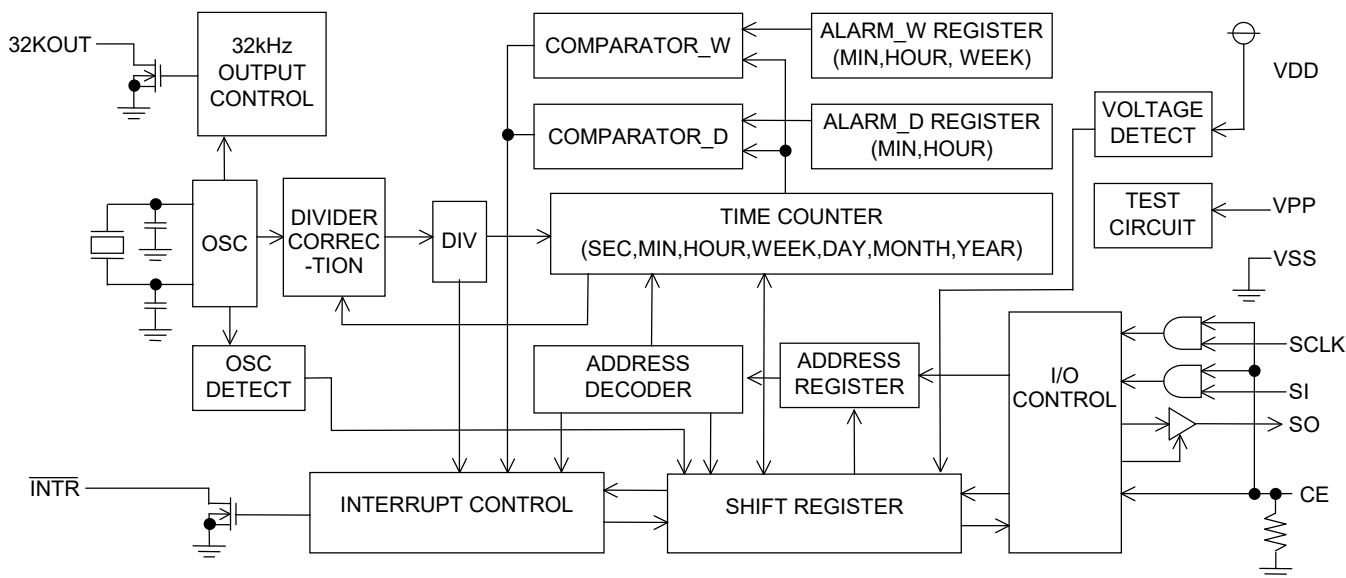 32KOUT
32kHz
OUTPUT
CONTROL
COMPARATOR_W
ALARM_W REGISTER
(MIN,HOUR, WEEK)
VDD
COMPARATOR_D
ALARM_D REGISTER
(MIN,HOUR)
VOLTAGE
DETECT
OSC
DIVIDER
CORREC
-TION
DIV
TIME COUNTER
(SEC,MIN,HOUR,WEEK,DAY,MONTH,YEAR)
TEST
CIRCUIT
VPP
VSS
OSC
DETECT
ADDRESS
DECODER
ADDRESS
REGISTER
I/O
CONTROL
SCLK
SI
SO
INTR
INTERRUPT CONTROL
SHIFT REGISTER
CE